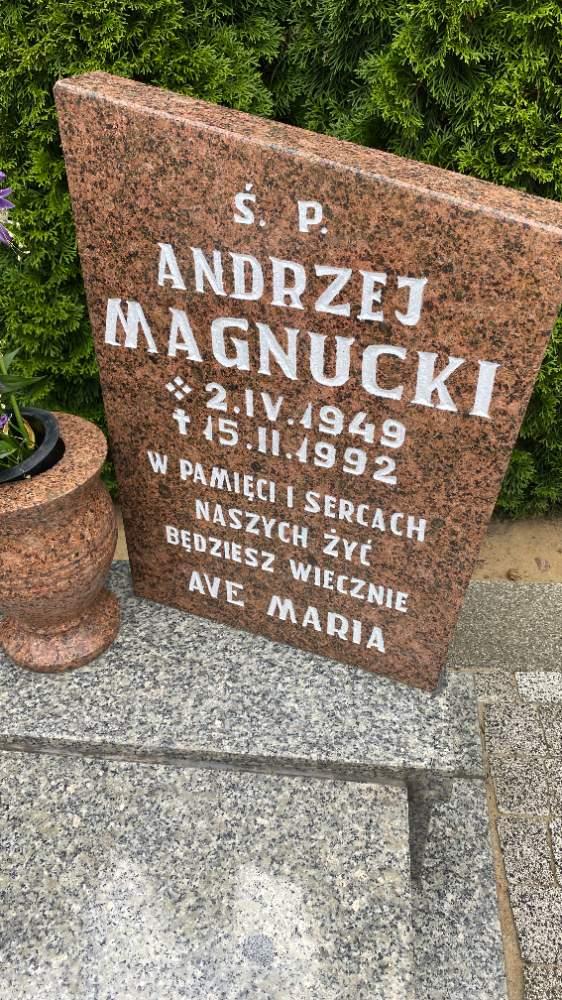 Ś. P.
ANDRZEJ
MAGNUCKI
2.IV.1949
✝ 15.II.1992
W PAMIĘCI I SERCACH
NASZYCH ŻYĆ
BĘDZIESZ WIECZNIE
AVE MARIA